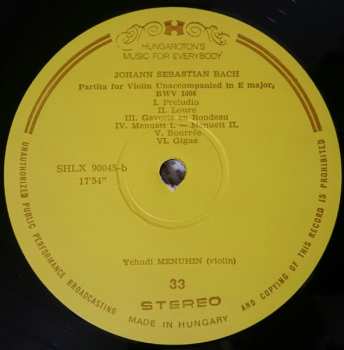 HUNGAROTON'S
MUSIC FOR EVERYBODY
JOHANN SEBASTIAN BACH
Partita for Violin Unaccompanied in E major,
BWV 1006
I. Preludio
II. Loure
III. Gavotte en Rondeau
IV. Menuett I. – Menuett II.
V. Bourrée
VI. Gigue
SHLX 90045-b
17'54"
Yehudi MENUHIN (violin)
33
STEREO
MADE IN HUNGARY
UNAUTHORIZED PUBLIC PERFORMANCE BROADCASTING
AND COPYING OF THIS RECORD IS PROHIBITED